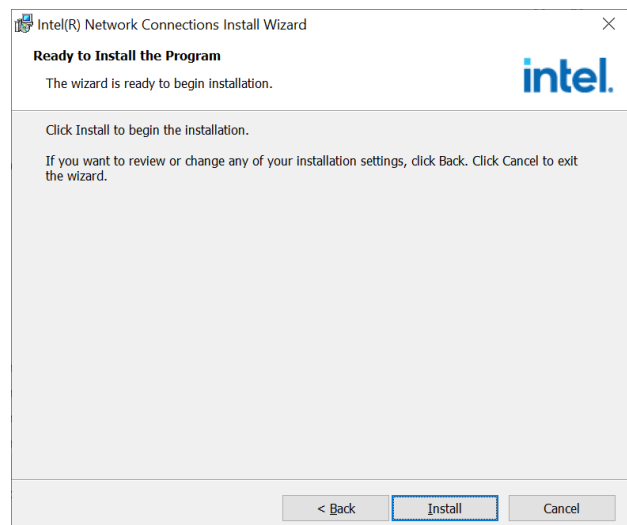 Intel(R) Network Connections Install Wizard
Ready to Install the Program
The wizard is ready to begin installation.
intel.
Click Install to begin the installation.
If you want to review or change any of your installation settings, click Back. Click Cancel to exit
the wizard.
< Back Install Cancel